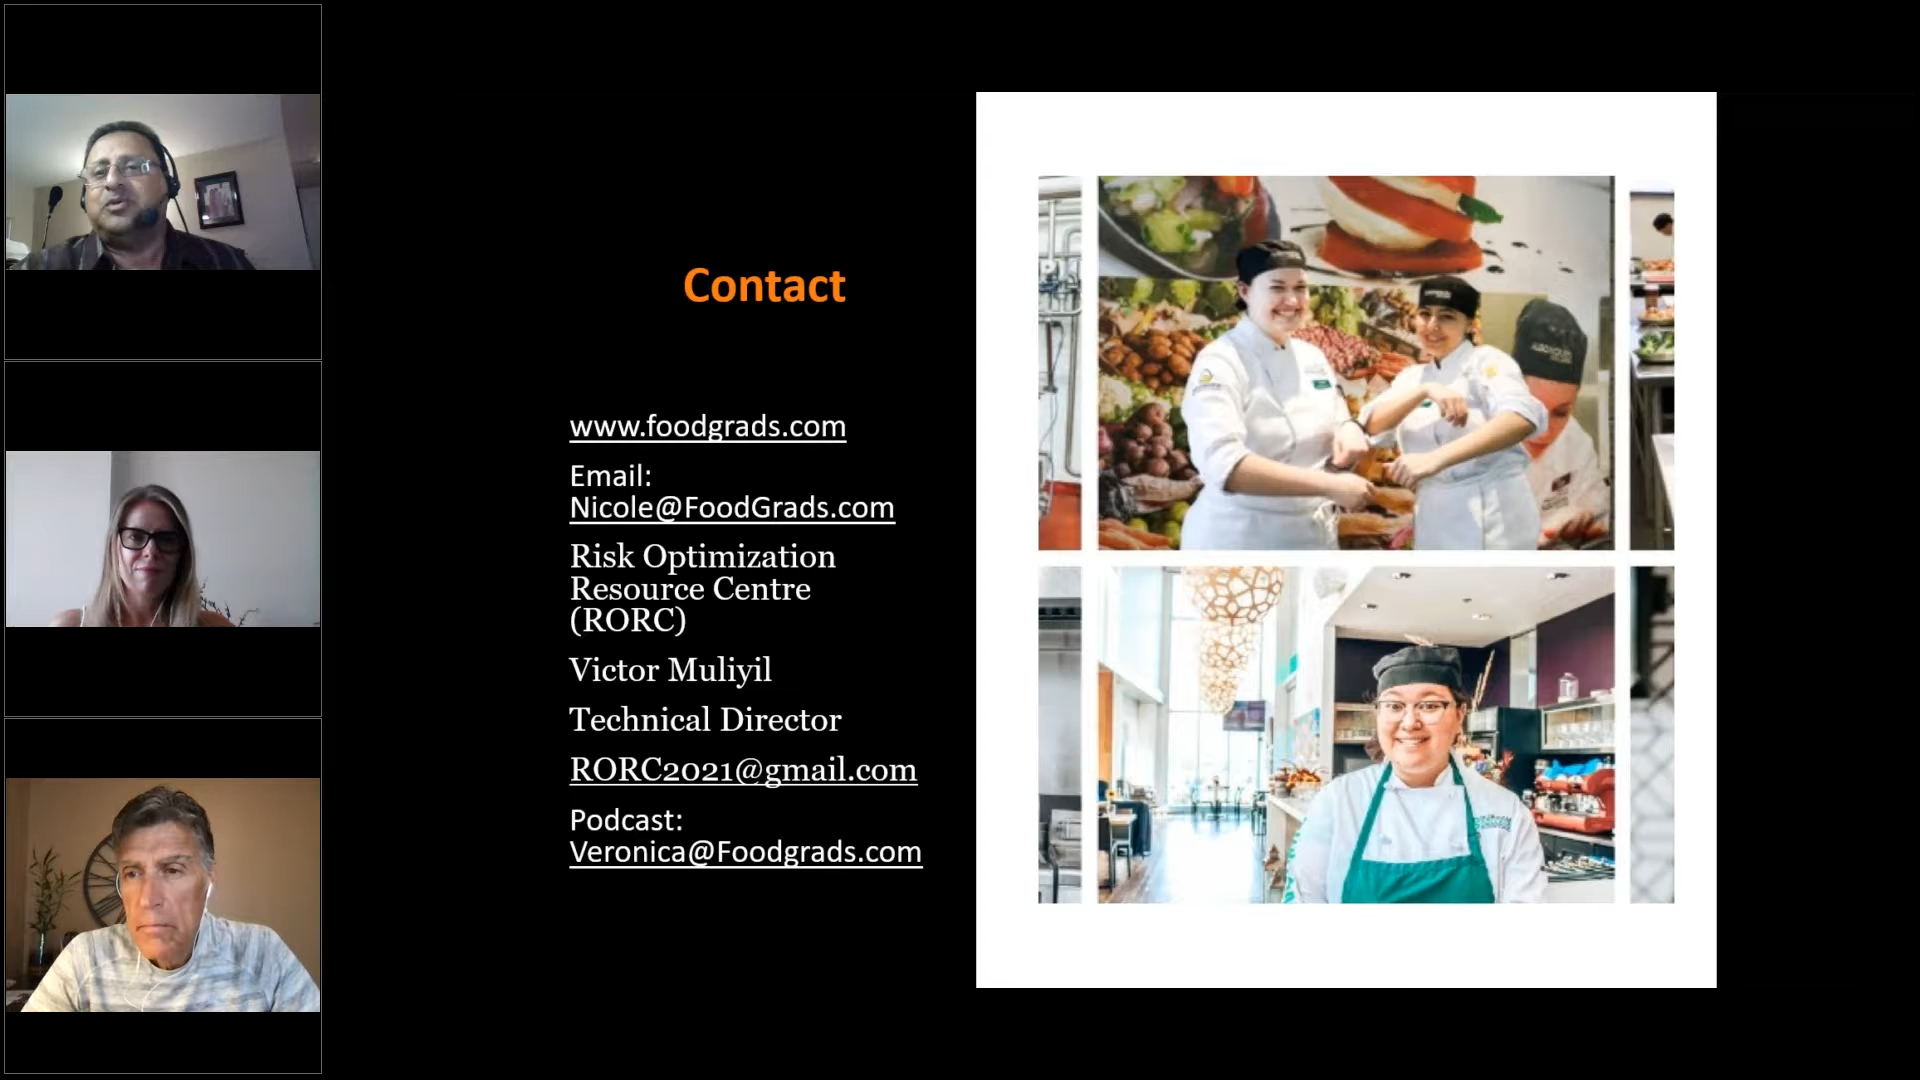 Contact
www.foodgrads.com
Email:
Nicole@FoodGrads.com
Risk Optimization
Resource Centre
(RORC)
Victor Muliyil
Technical Director
RORC2021@gmail.com
Podcast:
Veronica@Foodgrads.com